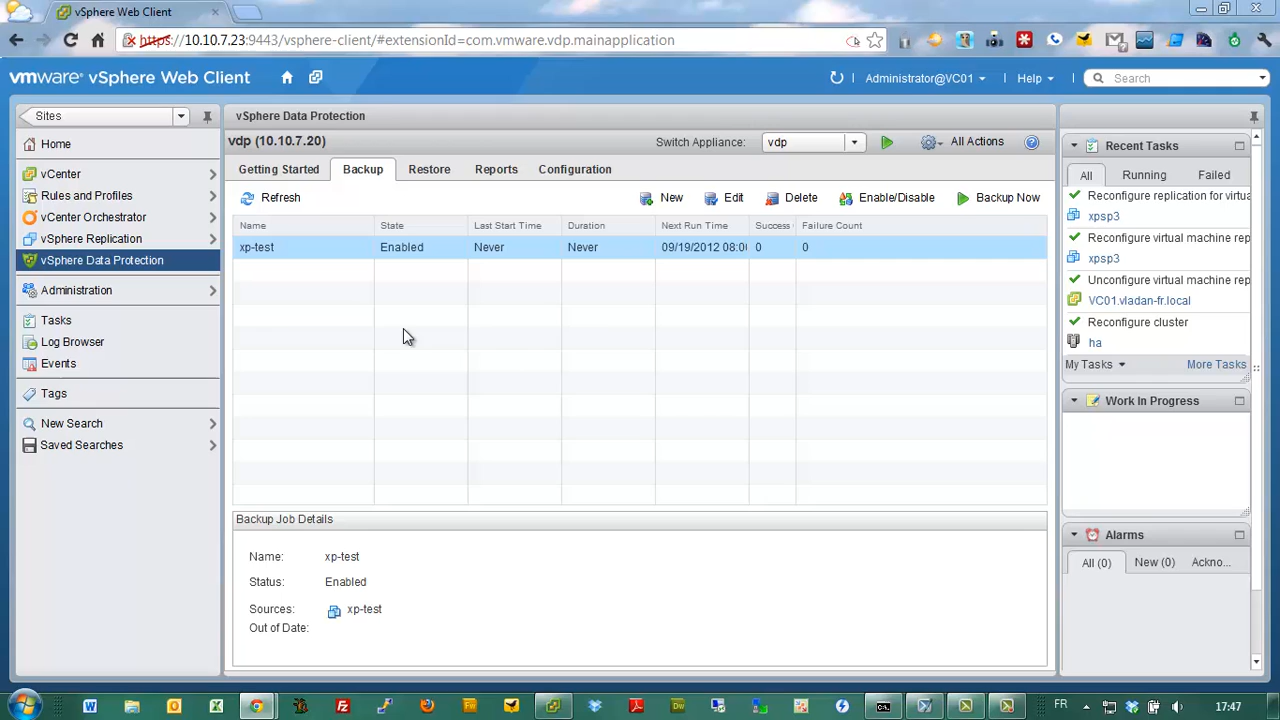 vSphere Web Client
https://10.10.7.23:9443/vsphere-client/#extensionId=com.vmware.vdp.mainapplication
vmware vSphere Web Client
Administrator@VC01
Help
Search
Sites
Home
vCenter
Rules and Profiles
vCenter Orchestrator
vSphere Replication
vSphere Data Protection
Administration
Tasks
Log Browser
Events
Tags
New Search
Saved Searches
vSphere Data Protection
vdp (10.10.7.20)
Switch Appliance:
vdp
All Actions
Getting Started
Backup
Restore
Reports
Configuration
Refresh
New
Edit
Delete
Enable/Disable
Backup Now
Name State Last Start Time Duration Next Run Time Success Failure Count
xp-test Enabled Never Never 09/19/2012 08:0 0 0
Backup Job Details
Name: xp-test
Status: Enabled
Sources: xp-test
Out of Date:
Recent Tasks
All Running Failed
Reconfigure replication for virtua
xpsp3
Reconfigure virtual machine rep
xpsp3
Unconfigure virtual machine rep
VC01.vladan-fr.local
Reconfigure cluster
ha
My Tasks More Tasks
Work In Progress
Alarms
All (0) New (0) Ackno...
FR
17:47